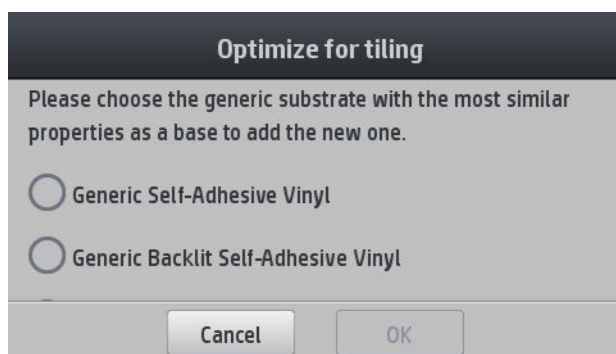 Optimize for tiling
Please choose the generic substrate with the most similar
properties as a base to add the new one.
Generic Self-Adhesive Vinyl
Generic Backlit Self-Adhesive Vinyl
Cancel
OK